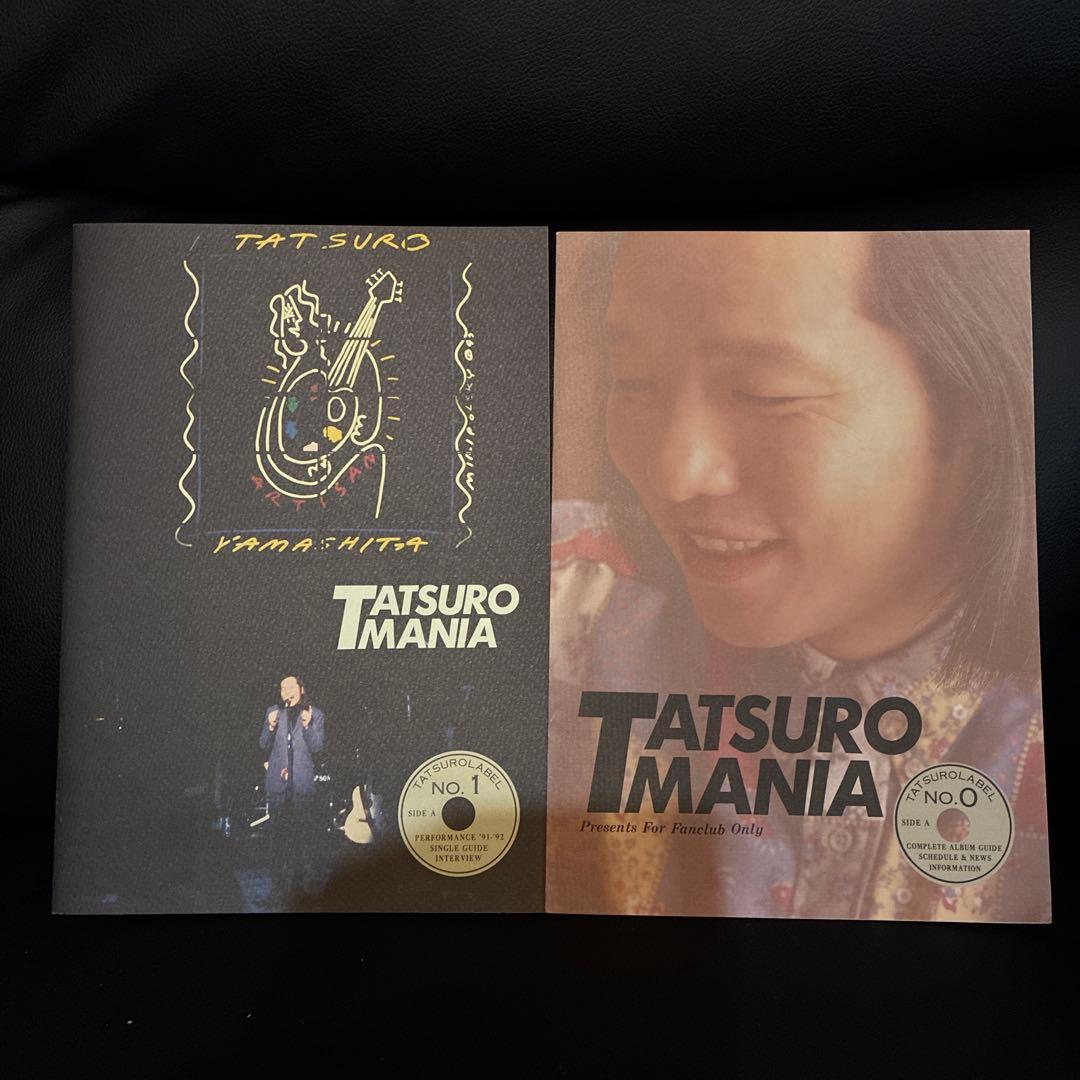 TATSURO
ARTISAN
YAMASHITA
TATSURO
MANIA
TATSUROLABEL
NO. 1
SIDE A
PERFORMANCE '91-'92
SINGLE GUIDE
INTERVIEW
TATSURO
MANIA
Presents For Fanclub Only
TATSUROLABEL
NO. 0
SIDE A
COMPLETE ALBUM GUIDE
SCHEDULE & NEWS
INFORMATION